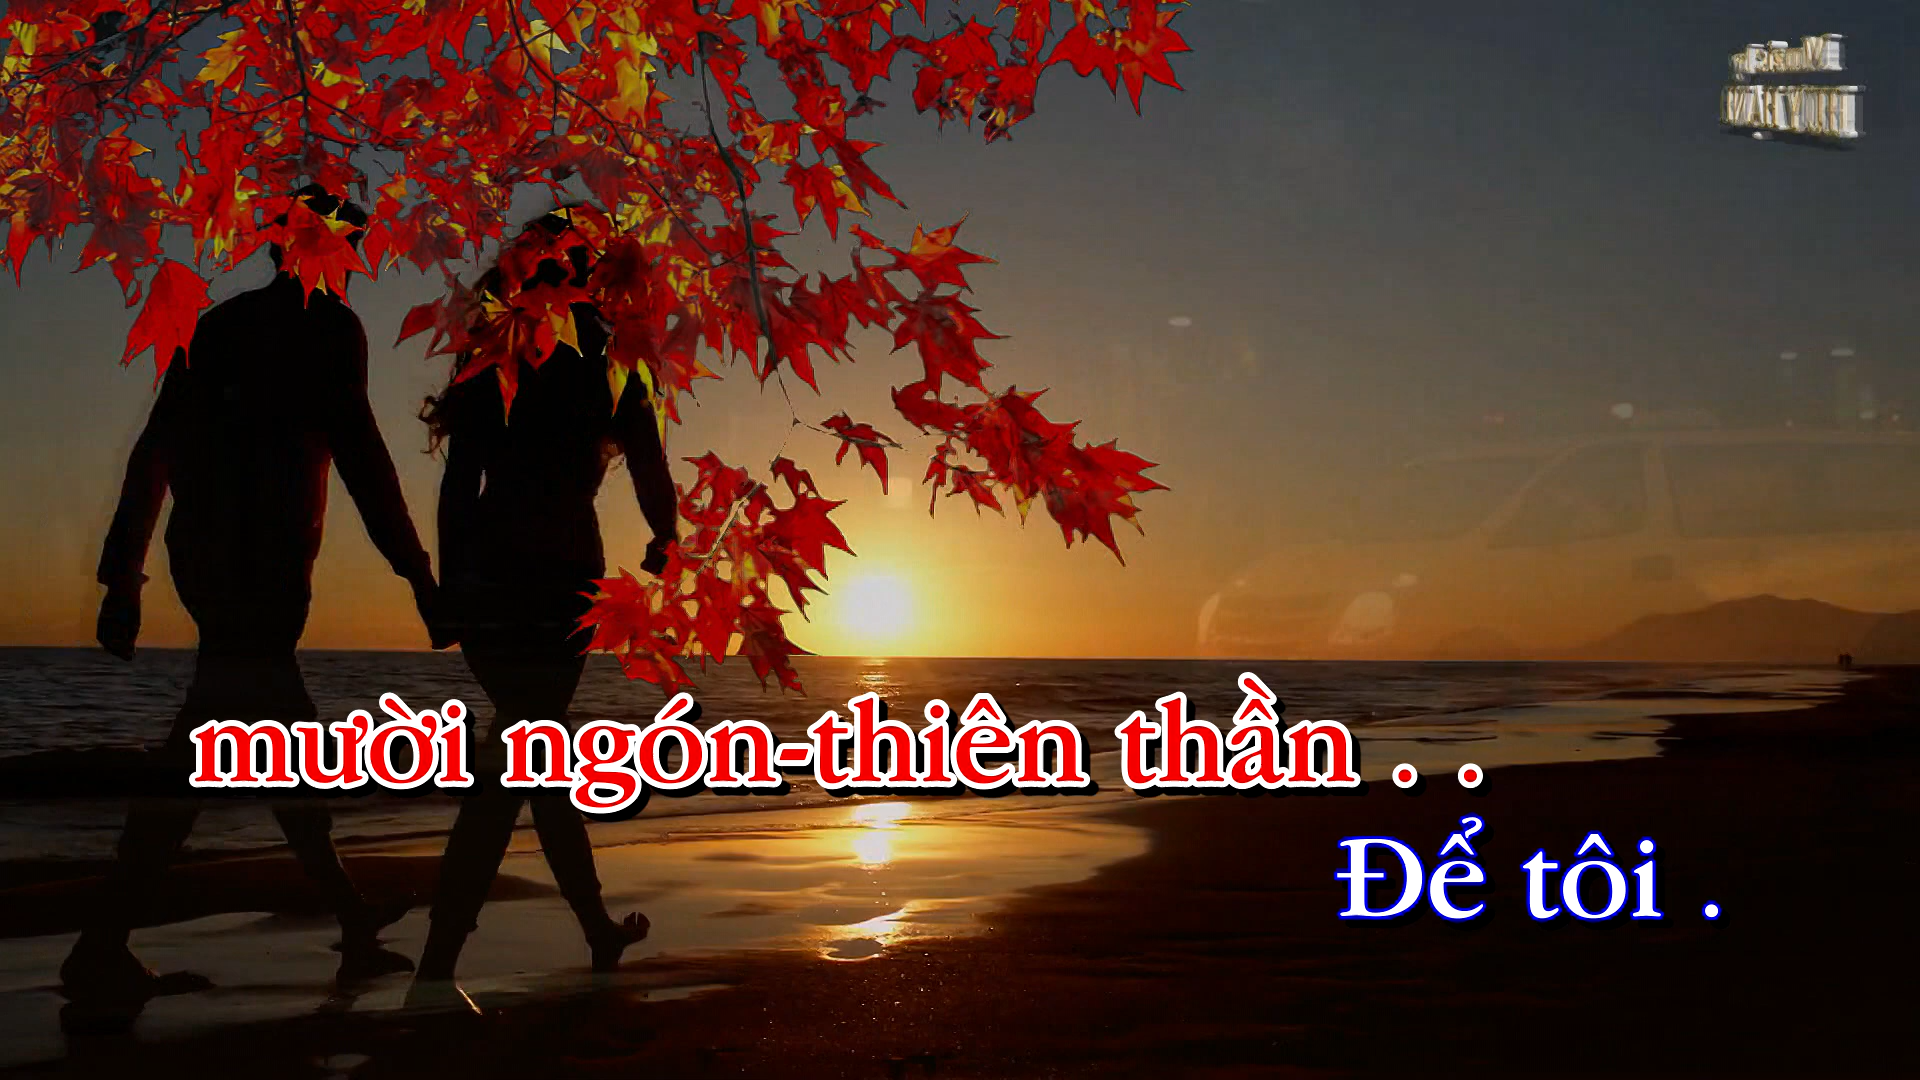 mười ngón-thiên thần . .
Để tôi .